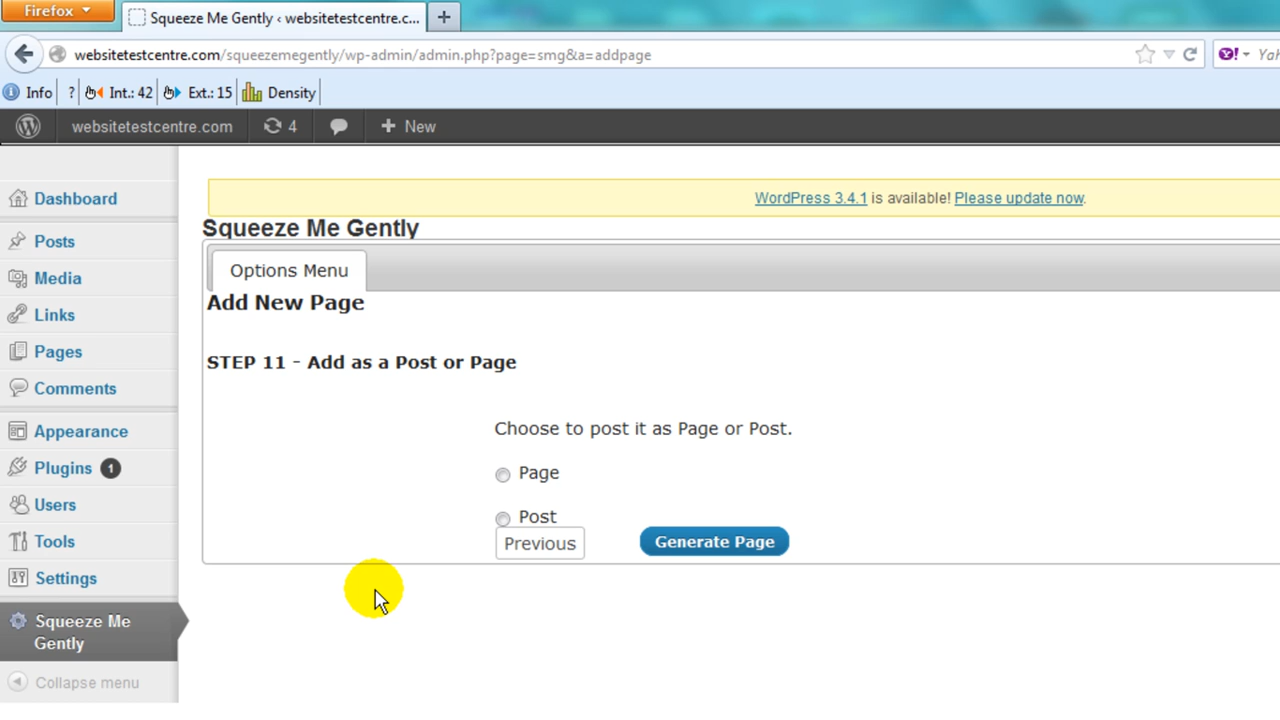 Firefox
Squeeze Me Gently ‹ websitetestcentre.c...
websitetestcentre.com/squeezemegently/wp-admin/admin.php?page=smg&a=addpage
Y!
Info ? Int.: 42 Ext.: 15 Density
websitetestcentre.com 4 New
Dashboard
Posts
Media
Links
Pages
Comments
Appearance
Plugins 1
Users
Tools
Settings
Squeeze Me
Gently
Collapse menu
WordPress 3.4.1 is available! Please update now.
Squeeze Me Gently
Options Menu
Add New Page
STEP 11 - Add as a Post or Page
Choose to post it as Page or Post.
Page
Post
Previous
Generate Page